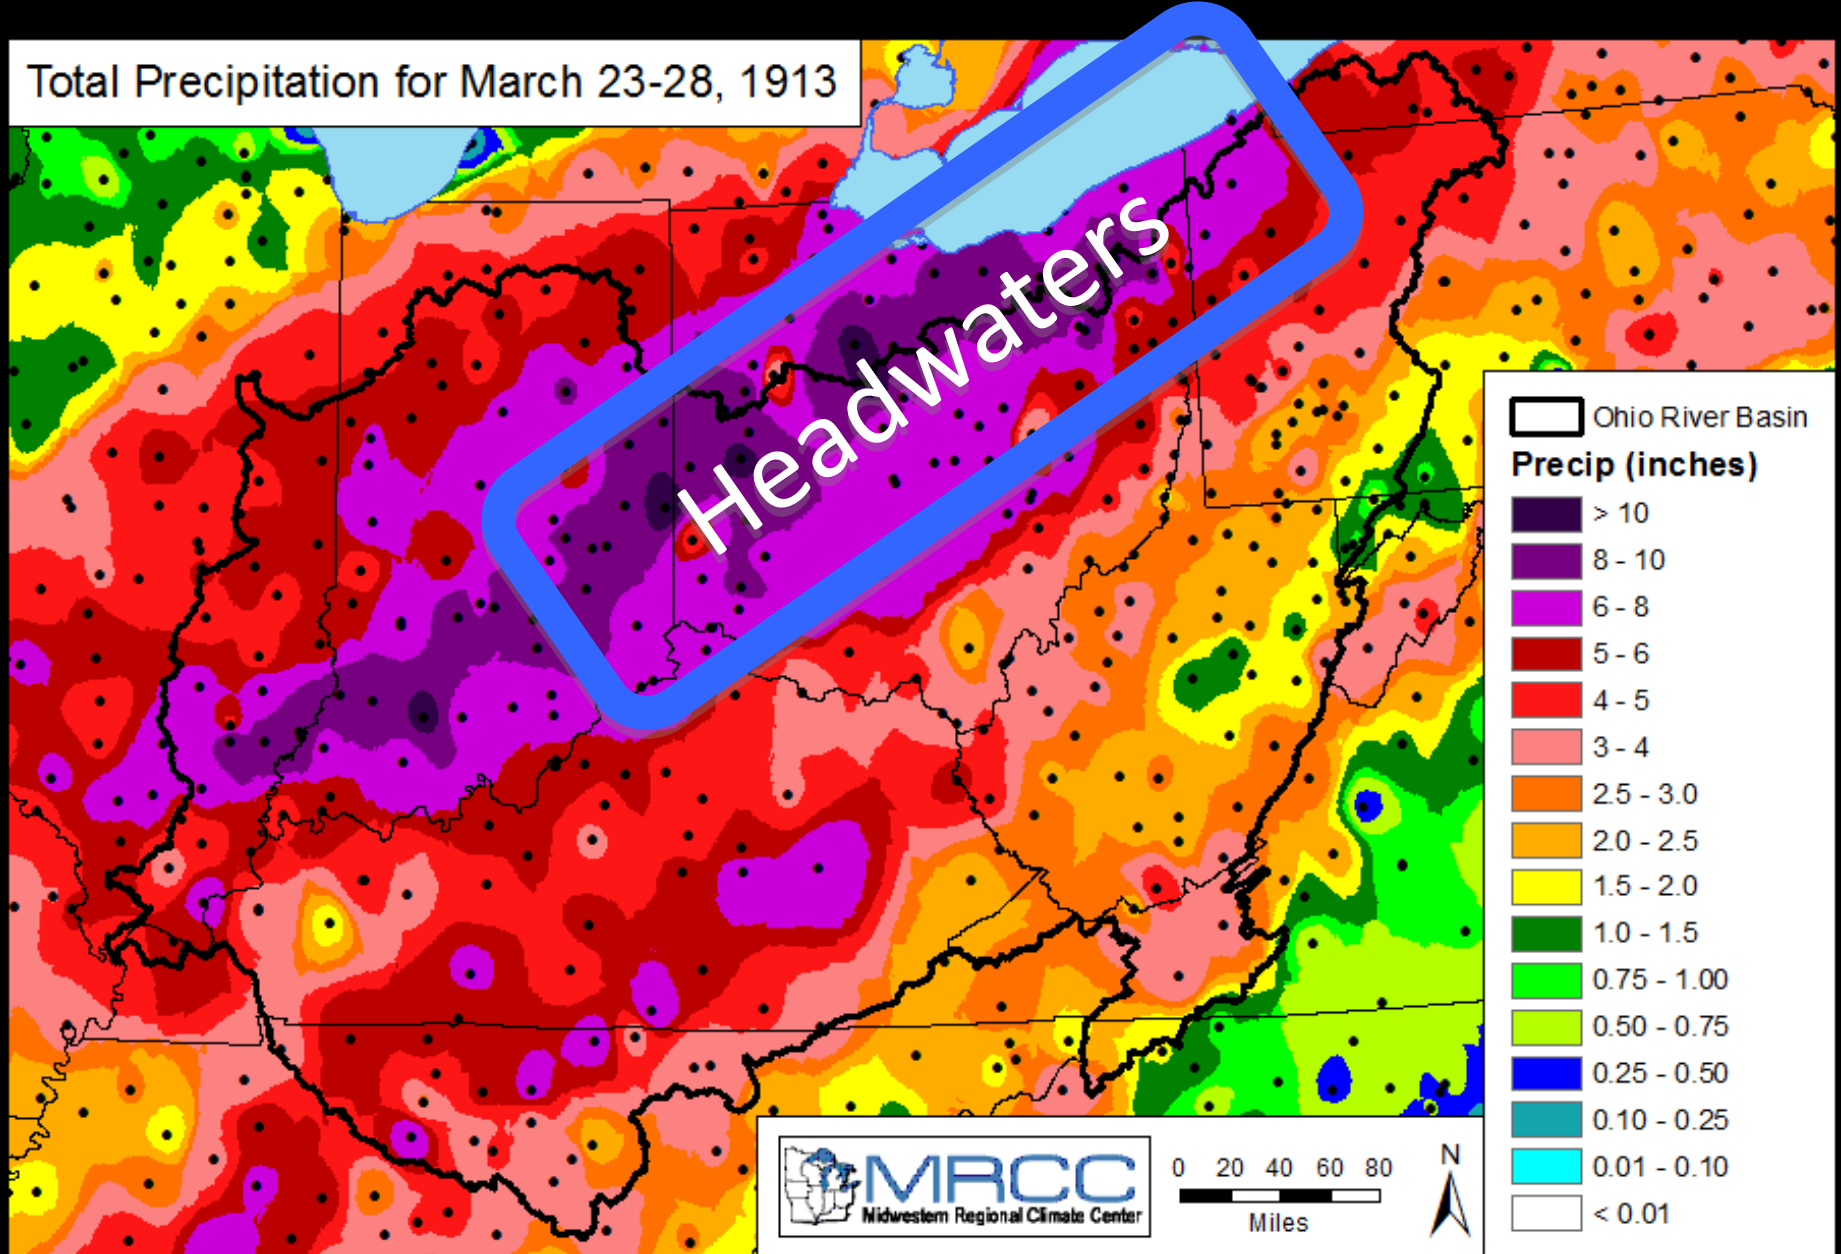 Total Precipitation for March 23-28, 1913
Headwaters
Ohio River Basin
Precip (inches)
> 10
8 - 10
6 - 8
5 - 6
4 - 5
3 - 4
2.5 - 3.0
2.0 - 2.5
1.5 - 2.0
1.0 - 1.5
0.75 - 1.00
0.50 - 0.75
0.25 - 0.50
0.10 - 0.25
0.01 - 0.10
< 0.01
MRCC
Midwestern Regional Climate Center
0 20 40 60 80
Miles
N